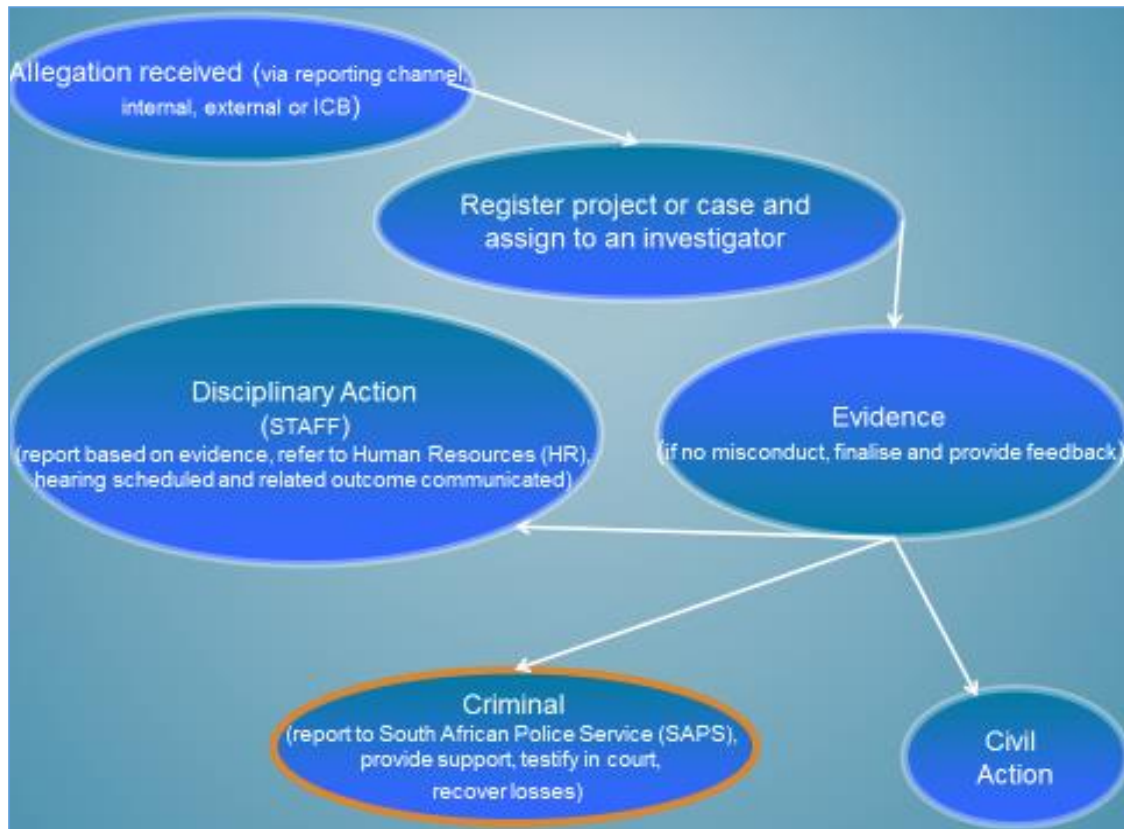 Allegation received (via reporting channel,
internal, external or ICB)
Register project or case and
assign to an investigator
Disciplinary Action
(STAFF)
(report based on evidence, refer to Human Resources (HR),
hearing scheduled and related outcome communicated)
Evidence
(if no misconduct, finalise and provide feedback)
Criminal
(report to South African Police Service (SAPS),
provide support, testify in court,
recover losses)
Civil
Action